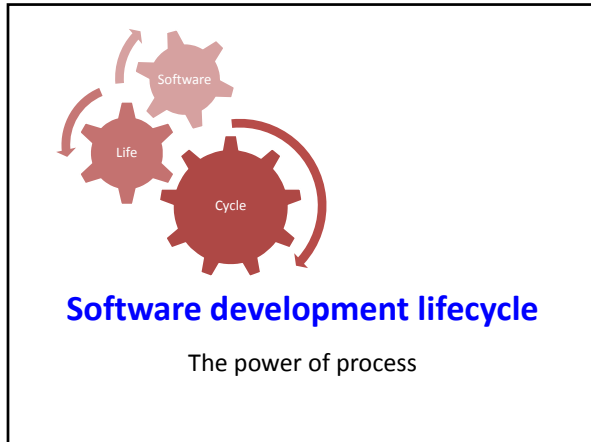 Software
Life
Cycle
Software development lifecycle
The power of process